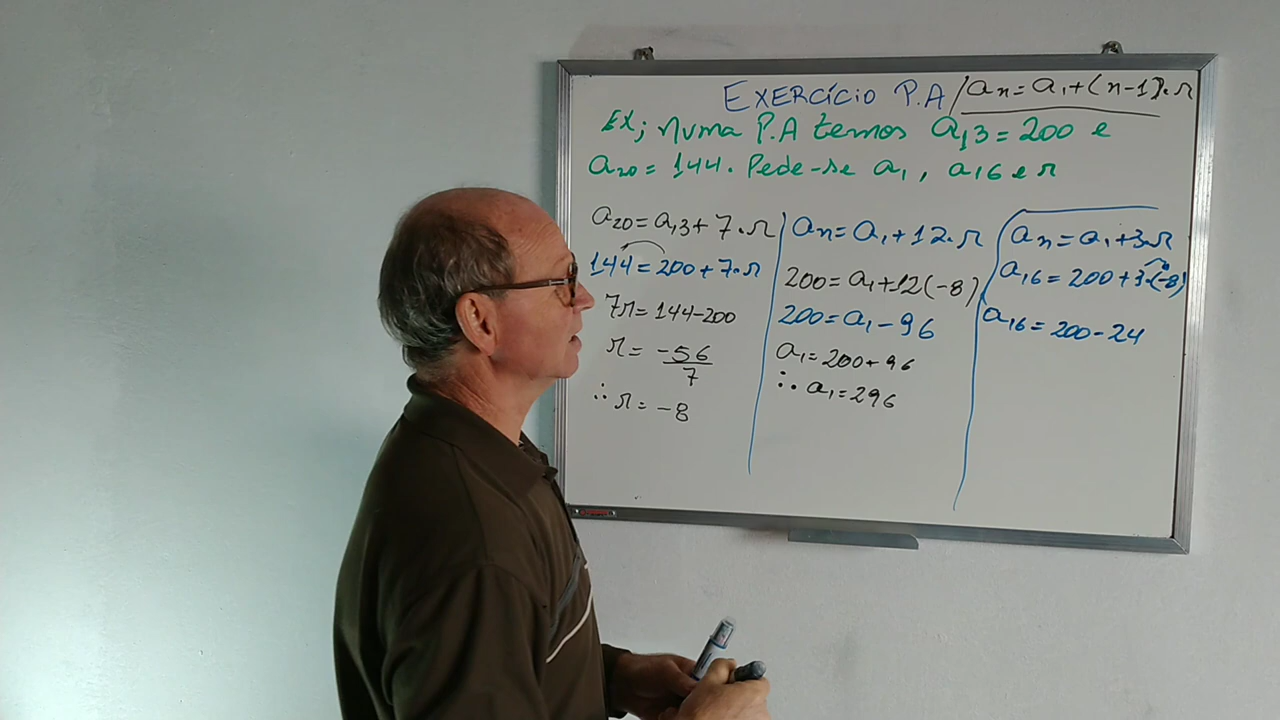 EXERCÍCIO P.A / an = a1 + (n-1).r
EX; numa P.A temos a13 = 200 e
a20 = 144. Pede-se a1, a16 e r
a20 = a13 + 7.r
144 = 200 + 7.r
7r = 144 - 200
r = -56/7
∴ r = -8
an = a1 + 12.r
200 = a1 + 12(-8)
200 = a1 - 96
a1 = 200 + 96
∴ a1 = 296
an = a1 + 3.r
a16 = 200 + 3.(-8)
a16 = 200 - 24